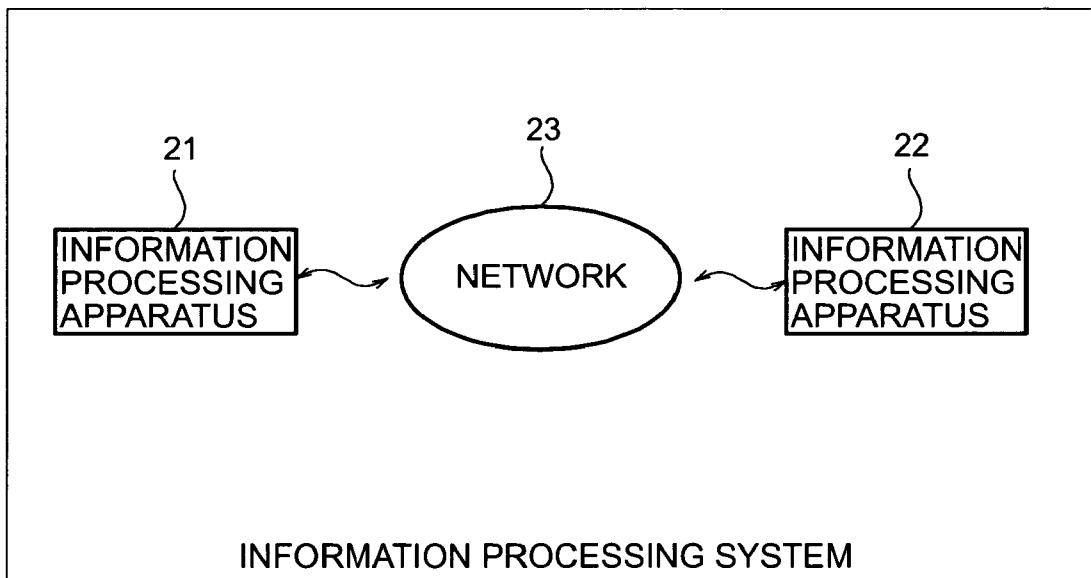 21
23
22
INFORMATION
PROCESSING
APPARATUS
NETWORK
INFORMATION
PROCESSING
APPARATUS
INFORMATION PROCESSING SYSTEM